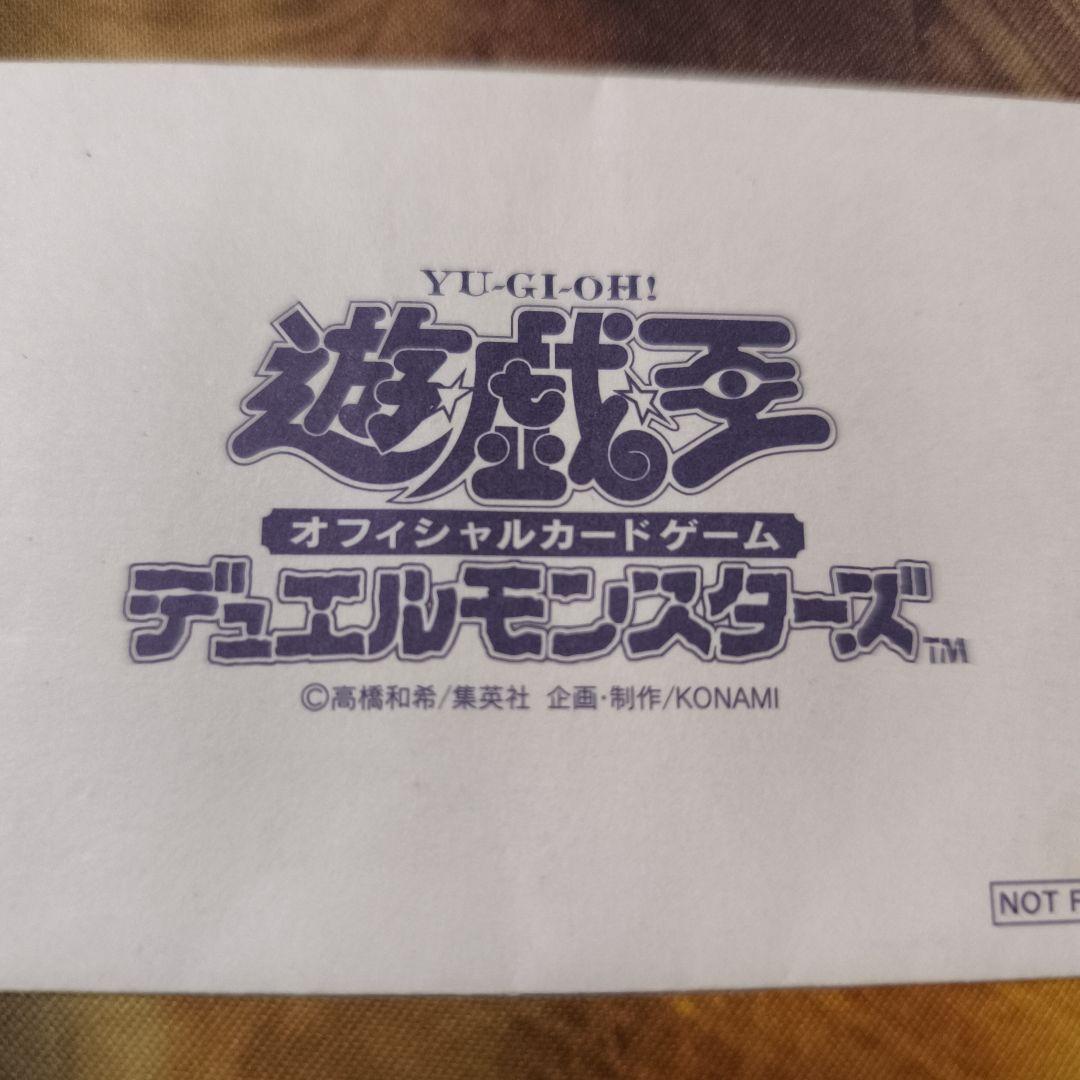 YU-GI-OH!
遊戯王
オフィシャルカードゲーム
デュエルモンスターズ™
©高橋和希/集英社 企画・制作/KONAMI
NOT